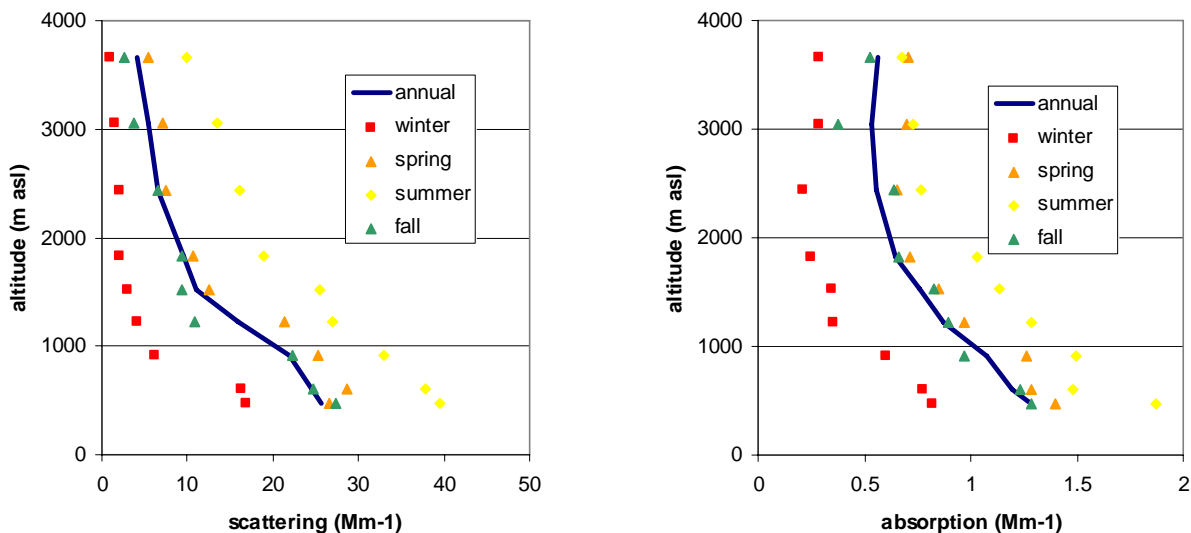 4000
3000
2000
1000
0
altitude (m asl)
annual
winter
spring
summer
fall
0
10
20
30
40
50
scattering (Mm-1)
4000
3000
2000
1000
0
altitude (m asl)
annual
winter
spring
summer
fall
0
0.5
1
1.5
2
absorption (Mm-1)